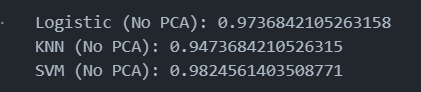 Logistic (No PCA): 0.9736842105263158
KNN (No PCA): 0.9473684210526315
SVM (No PCA): 0.9824561403508771